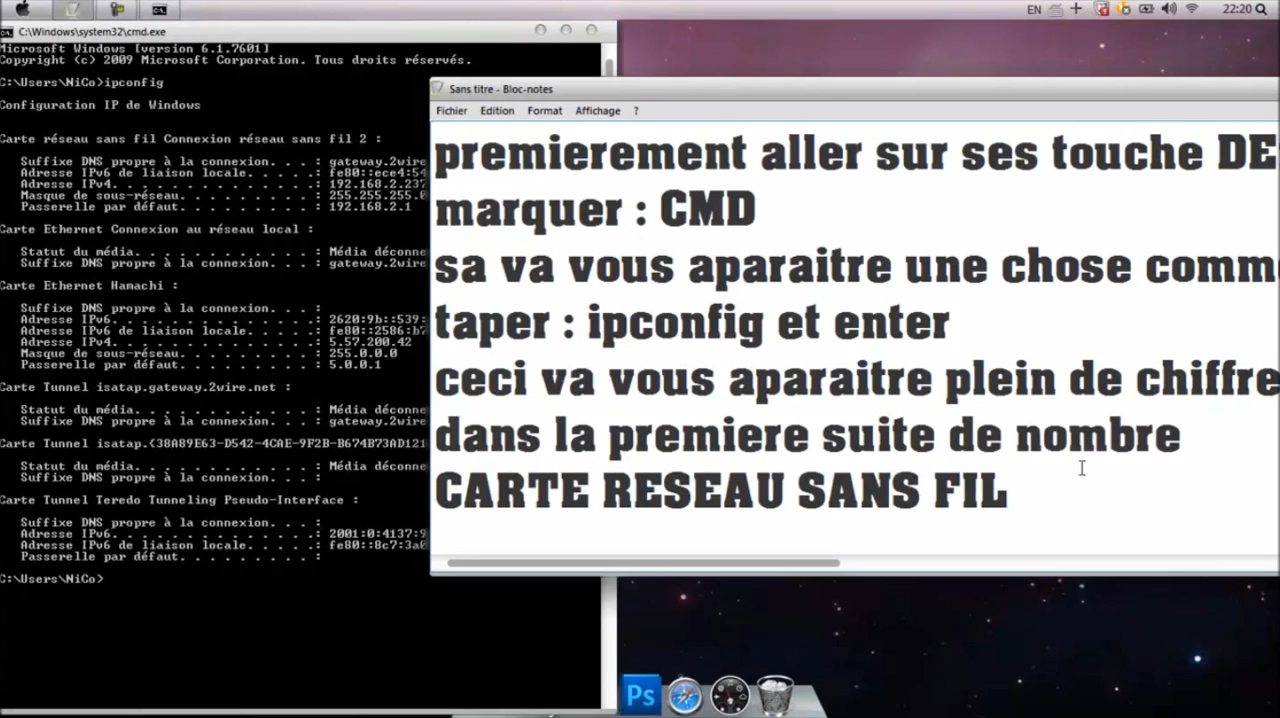 EN
22:20
C:\Windows\system32\cmd.exe
Microsoft Windows [version 6.1.7601]
Copyright (c) 2009 Microsoft Corporation. Tous droits réservés.
C:\Users\NiCo>ipconfig
Configuration IP de Windows
Carte réseau sans fil Connexion réseau sans fil 2 :
Suffixe DNS propre à la connexion. . . : gateway.2wire
Adresse IPv6 de liaison locale. . . . .: fe80::ece4:54
Adresse IPv4. . . . . . . . . . . . . .: 192.168.2.237
Masque de sous-réseau. . . . . . . . . : 255.255.255.0
Passerelle par défaut. . . . . . . . . : 192.168.2.1
Carte Ethernet Connexion au réseau local :
Statut du média. . . . . . . . . . . . : Média déconne
Suffixe DNS propre à la connexion. . . : gateway.2wire
Carte Ethernet Hamachi :
Suffixe DNS propre à la connexion. . . :
Adresse IPv6. . . . . . . . . . . . . .: 2620:9b::539:
Adresse IPv6 de liaison locale. . . . .: fe80::2586:b7
Adresse IPv4. . . . . . . . . . . . . .: 5.57.200.42
Masque de sous-réseau. . . . . . . . . : 255.0.0.0
Passerelle par défaut. . . . . . . . . : 5.0.0.1
Carte Tunnel isatap.gateway.2wire.net :
Statut du média. . . . . . . . . . . . : Média déconne
Suffixe DNS propre à la connexion. . . : gateway.2wire
Carte Tunnel isatap.{38A89E63-D542-4CAE-9F2B-B674B73AD121
Statut du média. . . . . . . . . . . . : Média déconne
Suffixe DNS propre à la connexion. . . :
Carte Tunnel Teredo Tunneling Pseudo-Interface :
Suffixe DNS propre à la connexion. . . :
Adresse IPv6. . . . . . . . . . . . . .: 2001:0:4137:9
Adresse IPv6 de liaison locale. . . . .: fe80::8c7:3a0
Passerelle par défaut. . . . . . . . . :
C:\Users\NiCo>
Sans titre - Bloc-notes
Fichier Edition Format Affichage ?
premierement aller sur ses touche DE
marquer : CMD
sa va vous aparaitre une chose comm
taper : ipconfig et enter
ceci va vous aparaitre plein de chiffre
dans la premiere suite de nombre
CARTE RESEAU SANS FIL
Ps